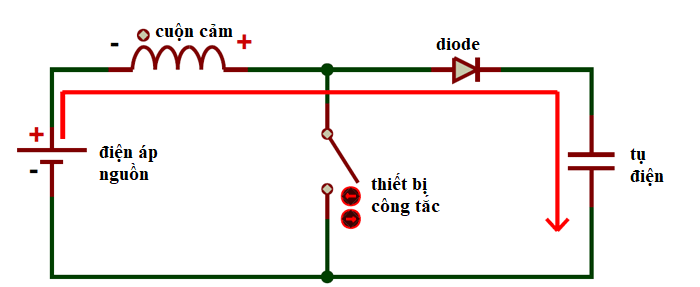 - cuộn cảm +
diode
+
-
điện áp
nguồn
thiết bị
công tắc
tụ
điện